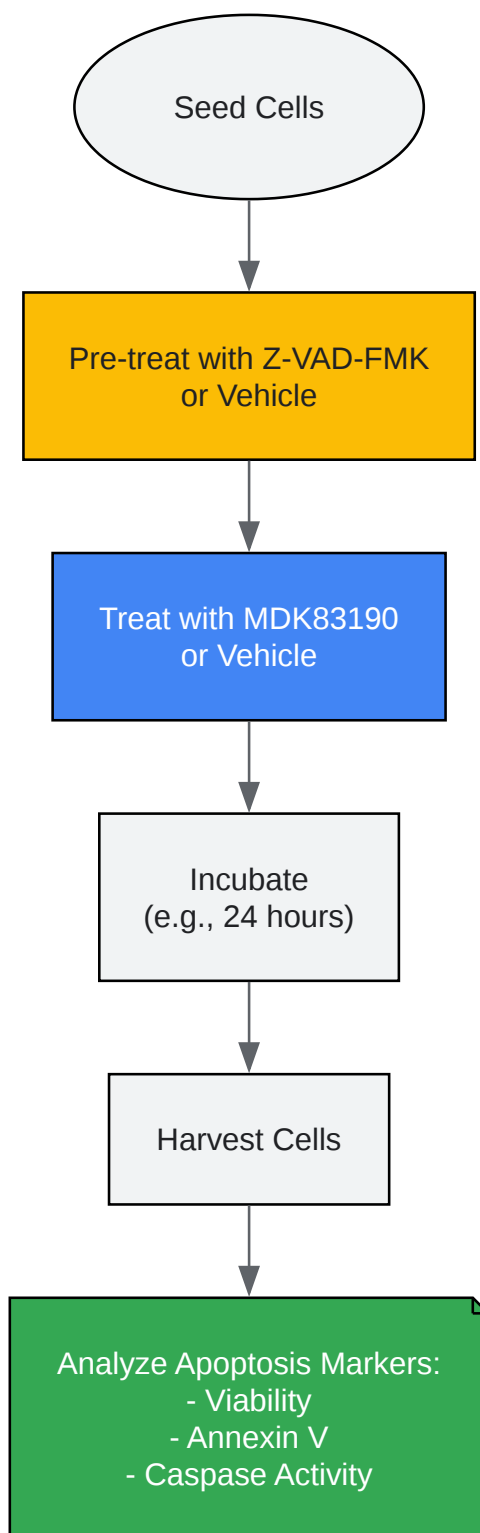 Seed Cells
Pre-treat with Z-VAD-FMK
or Vehicle
Treat with MDK83190
or Vehicle
Incubate
(e.g., 24 hours)
Harvest Cells
Analyze Apoptosis Markers:
- Viability
- Annexin V
- Caspase Activity